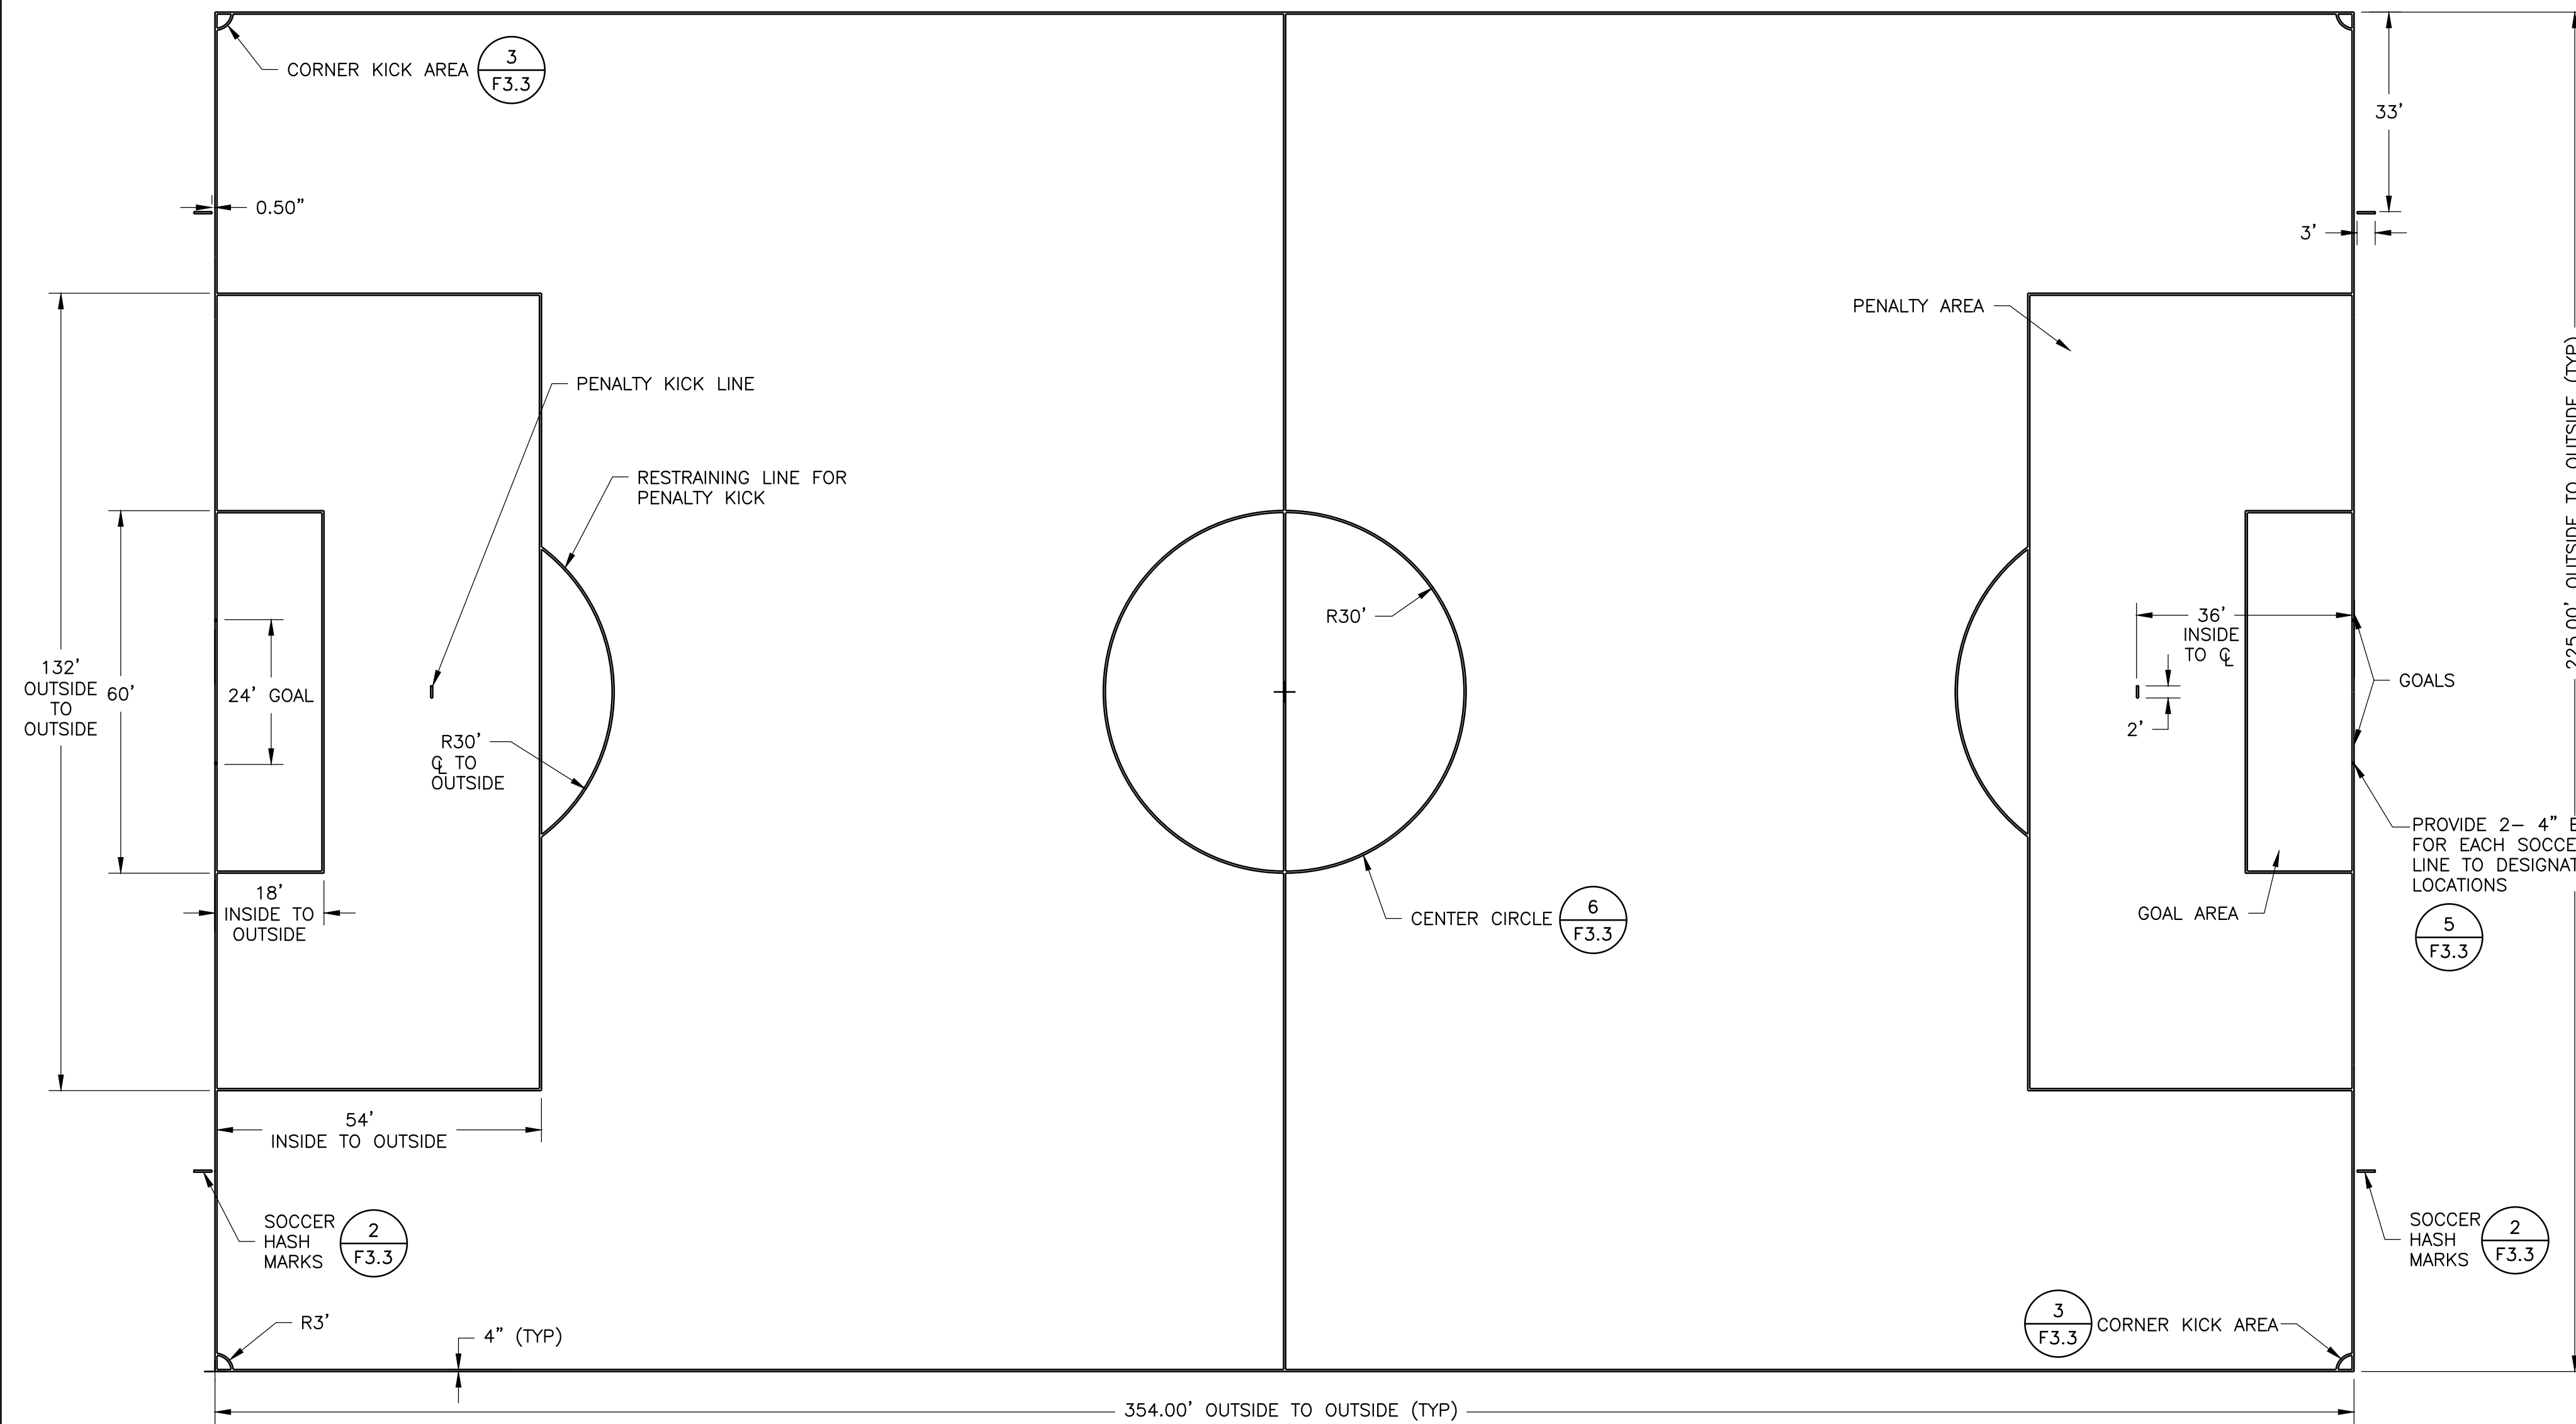 CORNER KICK AREA
3
F3.3
33'
0.50"
3'
PENALTY AREA
PENALTY KICK LINE
RESTRAINING LINE FOR
PENALTY KICK
225.00' OUTSIDE TO OUTSIDE (TYP)
R30'
36'
INSIDE
TO ℄
132'
OUTSIDE
TO
OUTSIDE
60'
24' GOAL
GOALS
2'
R30'
℄ TO
OUTSIDE
PROVIDE 2- 4"
FOR EACH
LINE TO
LOCATIONS
5
F3.3
18'
INSIDE TO
OUTSIDE
CENTER CIRCLE
6
F3.3
GOAL AREA
54'
INSIDE TO OUTSIDE
SOCCER
HASH
MARKS
2
F3.3
SOCCER
HASH
MARKS
2
F3.3
R3'
4" (TYP)
3
F3.3
CORNER KICK AREA
354.00' OUTSIDE TO OUTSIDE (TYP)